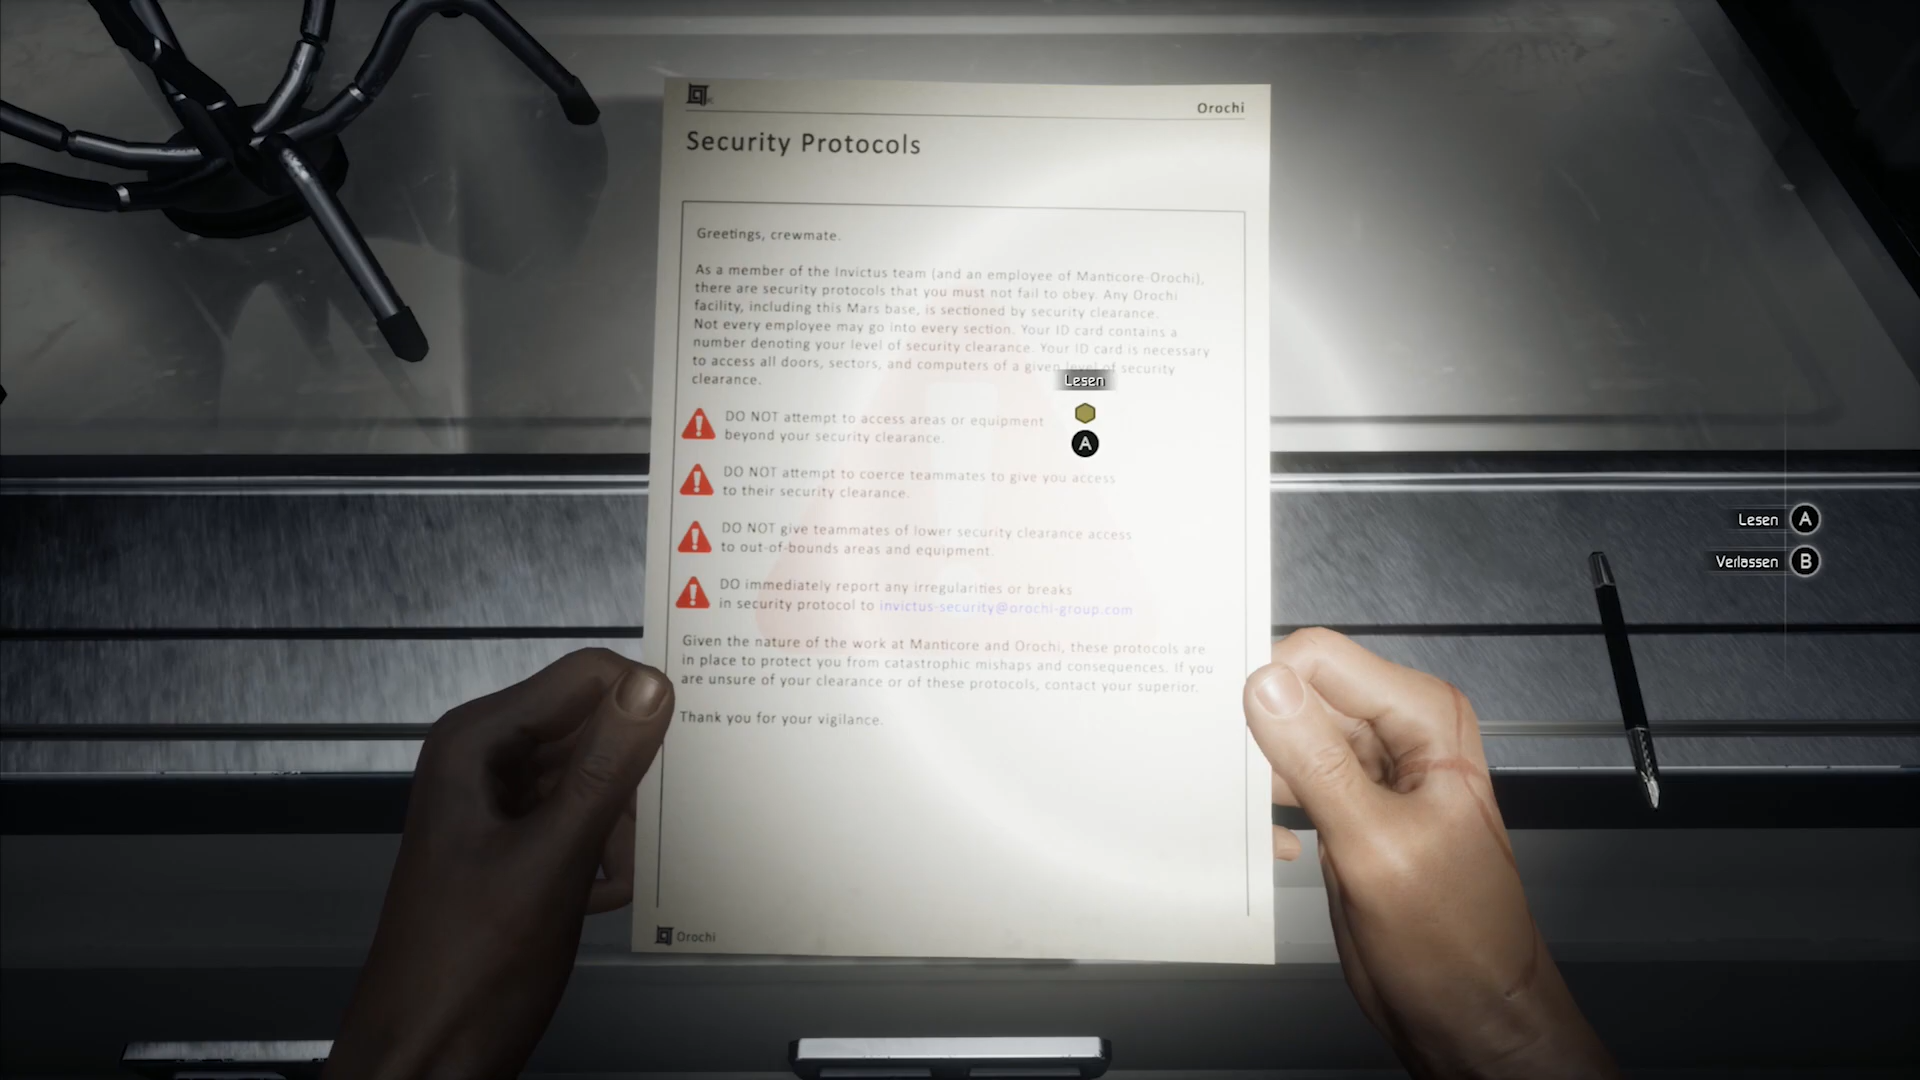 Orochi
Security Protocols
Greetings, crewmate.
As a member of the Invictus team (and an employee of Manticore-Orochi),
there are security protocols that you must not fail to obey. Any Orochi
facility, including this Mars base, is sectioned by security clearance.
Not every employee may go into every section. Your ID card contains a
number denoting your level of security clearance. Your ID card is necessary
to access all doors, sectors, and computers of a given level of security
clearance.
Lesen
A
DO NOT attempt to access areas or equipment
beyond your security clearance.
DO NOT attempt to coerce teammates to give you access
to their security clearance.
DO NOT give teammates of lower security clearance access
to out-of-bounds areas and equipment.
DO immediately report any irregularities or breaks
in security protocol to invictus-security@orochi-group.com
Given the nature of the work at Manticore and Orochi, these protocols are
in place to protect you from catastrophic mishaps and consequences. If you
are unsure of your clearance or of these protocols, contact your superior.
Thank you for your vigilance.
Orochi
Lesen A
Verlassen B